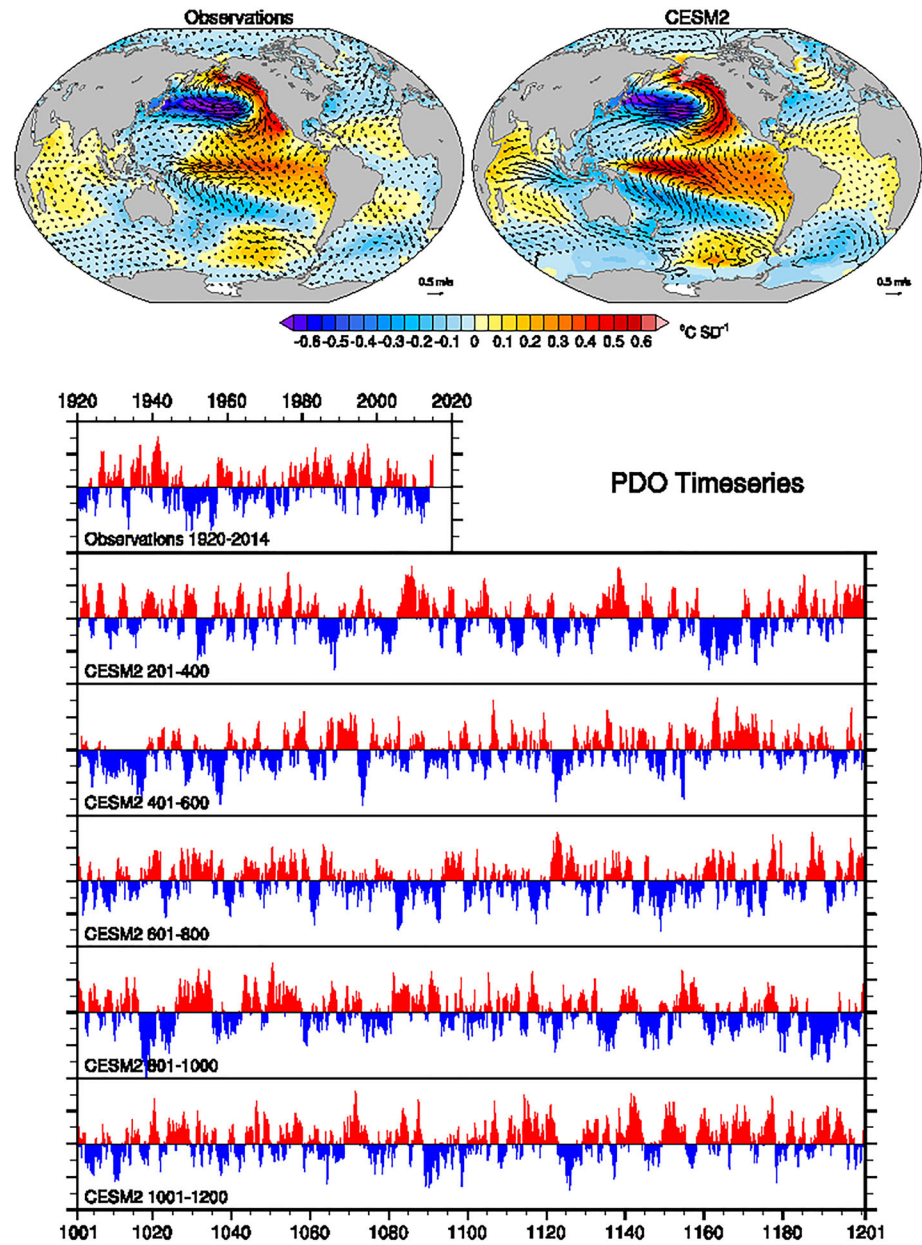 Observations CESM2
0.5 m/s 0.5 m/s
-0.6 -0.5 -0.4 -0.3 -0.2 -0.1 0 0.1 0.2 0.3 0.4 0.5 0.6 °C SD⁻¹
1920 1940 1960 1980 2000 2020
PDO Timeseries
Observations 1920-2014
CESM2 201-400
CESM2 401-600
CESM2 601-800
CESM2 801-1000
CESM2 1001-1200
1001 1020 1040 1060 1080 1100 1120 1140 1160 1180 1201